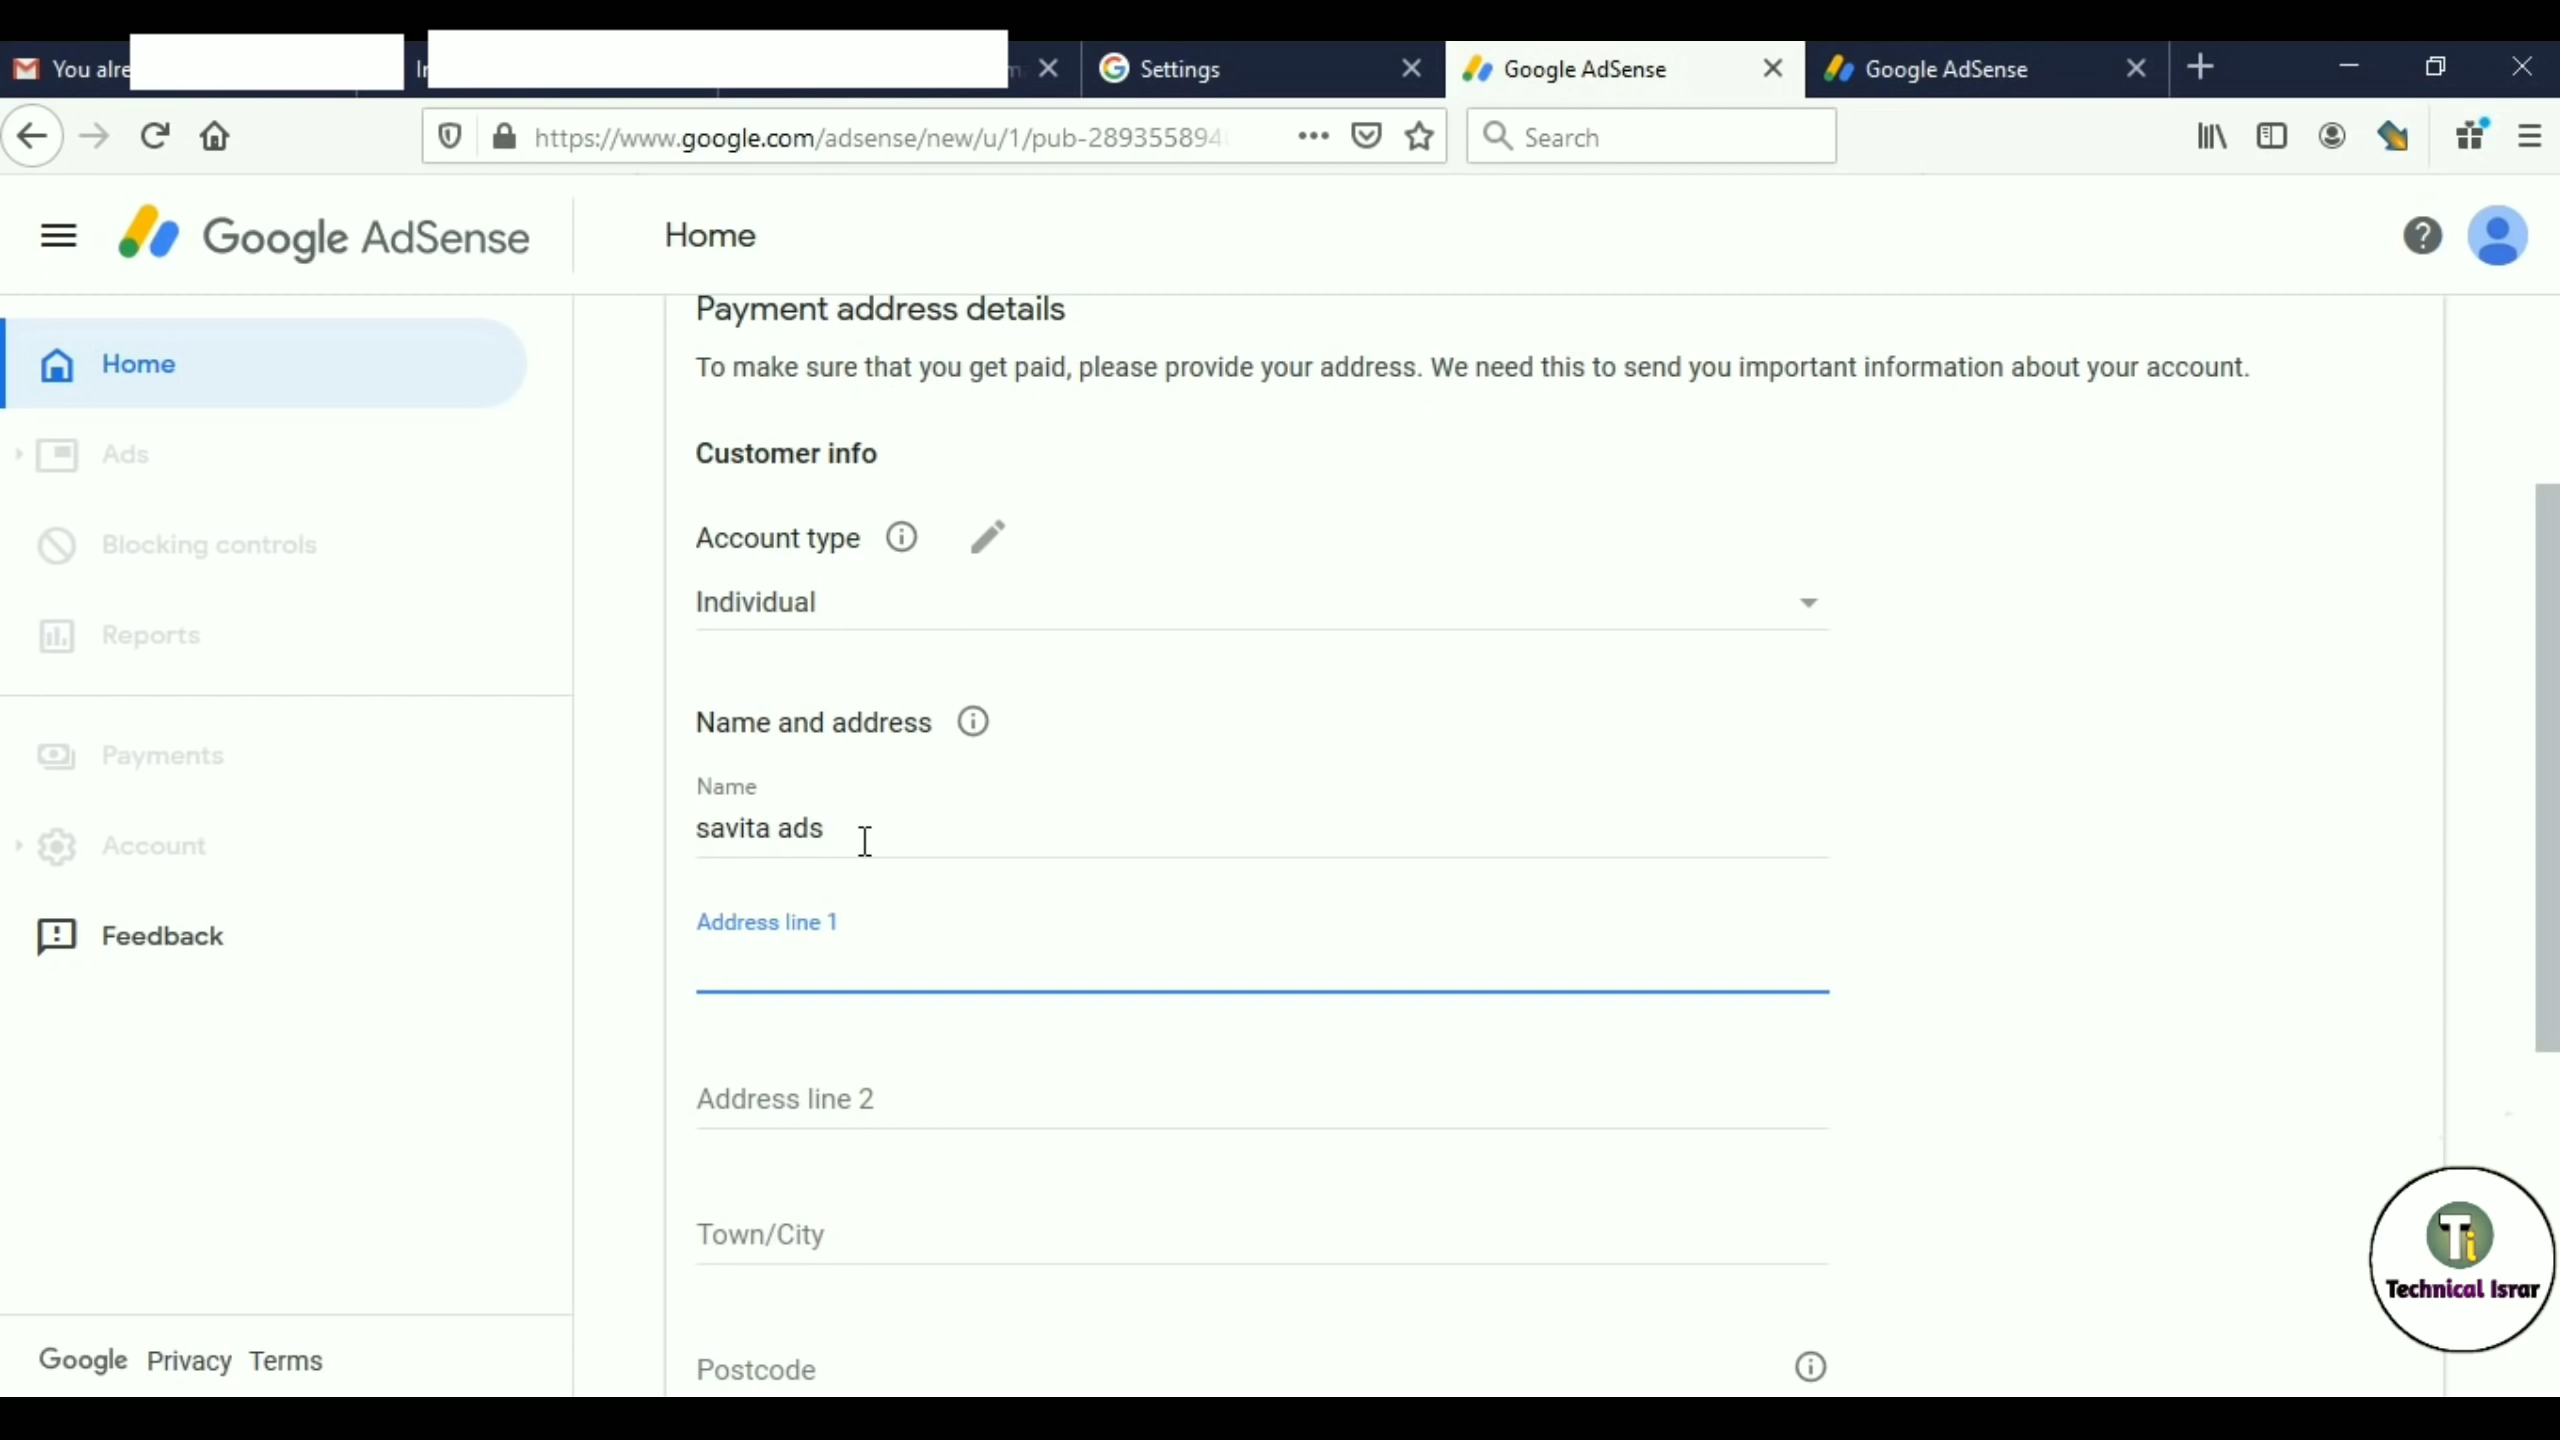 You alre
Settings
Google AdSense
Google AdSense
https://www.google.com/adsense/new/u/1/pub-289355894
Search
Google AdSense
Home
Payment address details
To make sure that you get paid, please provide your address. We need this to send you important information about your account.
Home
Ads
Blocking controls
Reports
Payments
Account
Feedback
Customer info
Account type
Individual
Name and address
Name
savita ads
Address line 1
Address line 2
Town/City
Postcode
Google Privacy Terms
Ti
Technical Israr